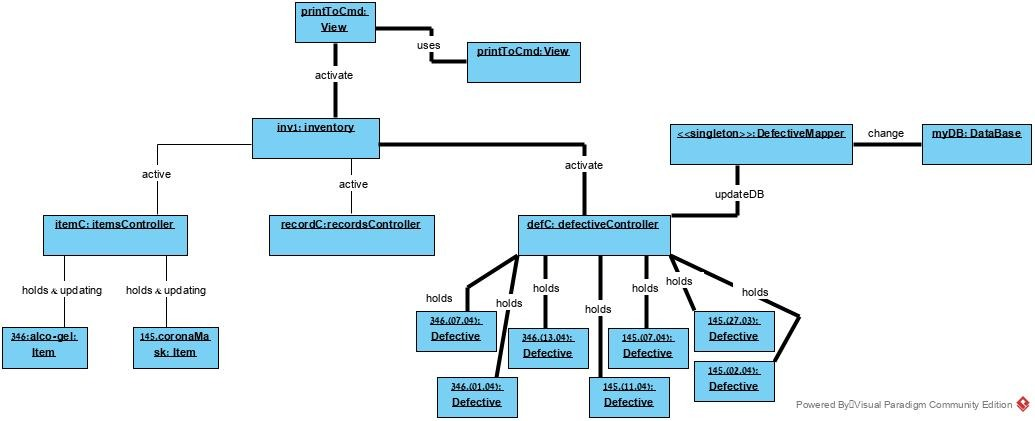 printToCmd:
View
uses
printToCmd: View
activate
inv1: inventory
<<singleton>>: DefectiveMapper
change
myDB: DataBase
active
active
activate
updateDB
itemC: itemsController
recordC:recordsController
defC: defectiveController
holds & updating
holds & updating
holds
holds
holds
holds
holds
holds
holds
346:alco-gel:
Item
145.coronaMa
sk: Item
346.(07.04):
Defective
346.(13.04):
Defective
145.(07.04):
Defective
145.(27.03):
Defective
346.(01.04):
Defective
145.(11.04):
Defective
145.(02.04):
Defective
Powered By Visual Paradigm Community Edition